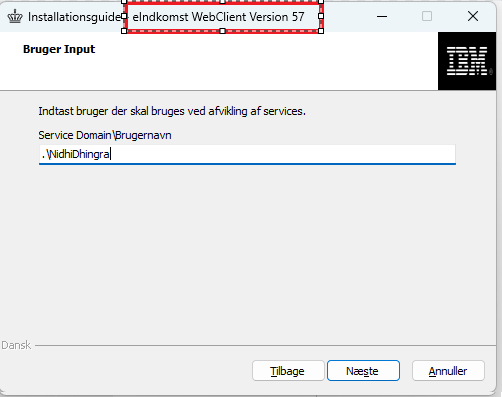 Installationsguide - eIndkomst WebClient Version 57
Bruger Input
IBM
Indtast bruger der skal bruges ved afvikling af services.
Service Domain\Brugernavn
.\NidhiDhingra
Dansk
Tilbage
Næste
Annuller